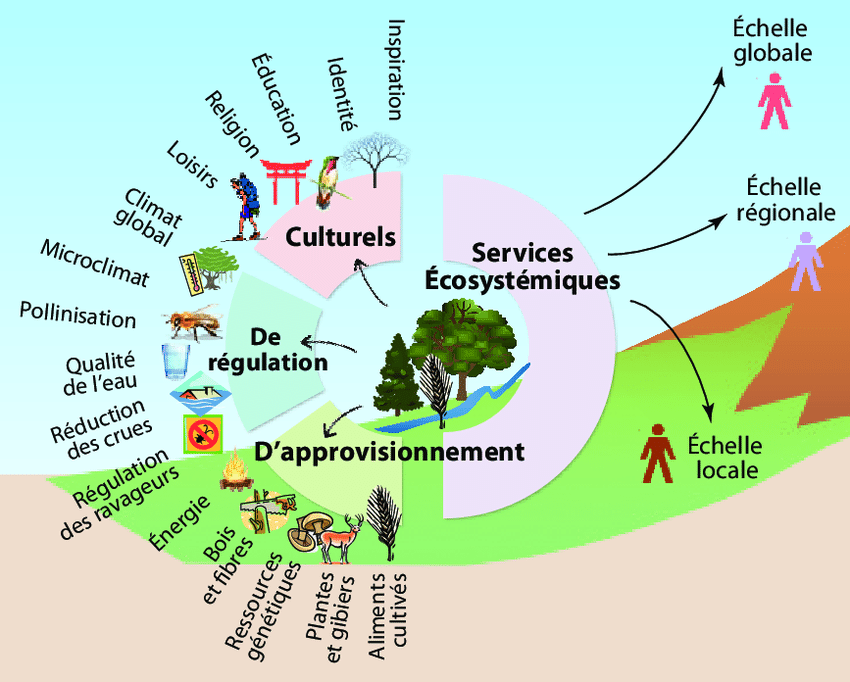 Inspiration
Identité
Éducation
Religion
Loisirs
Climat
global
Microclimat
Pollinisation
Qualité
de l'eau
Réduction
des crues
Régulation
des ravageurs
Énergie
Bois
et fibres
Ressources
génétiques
Plantes
et gibiers
Aliments
cultivés
Culturels
De
régulation
D'approvisionnement
Services
Écosystémiques
Échelle
globale
Échelle
régionale
Échelle
locale